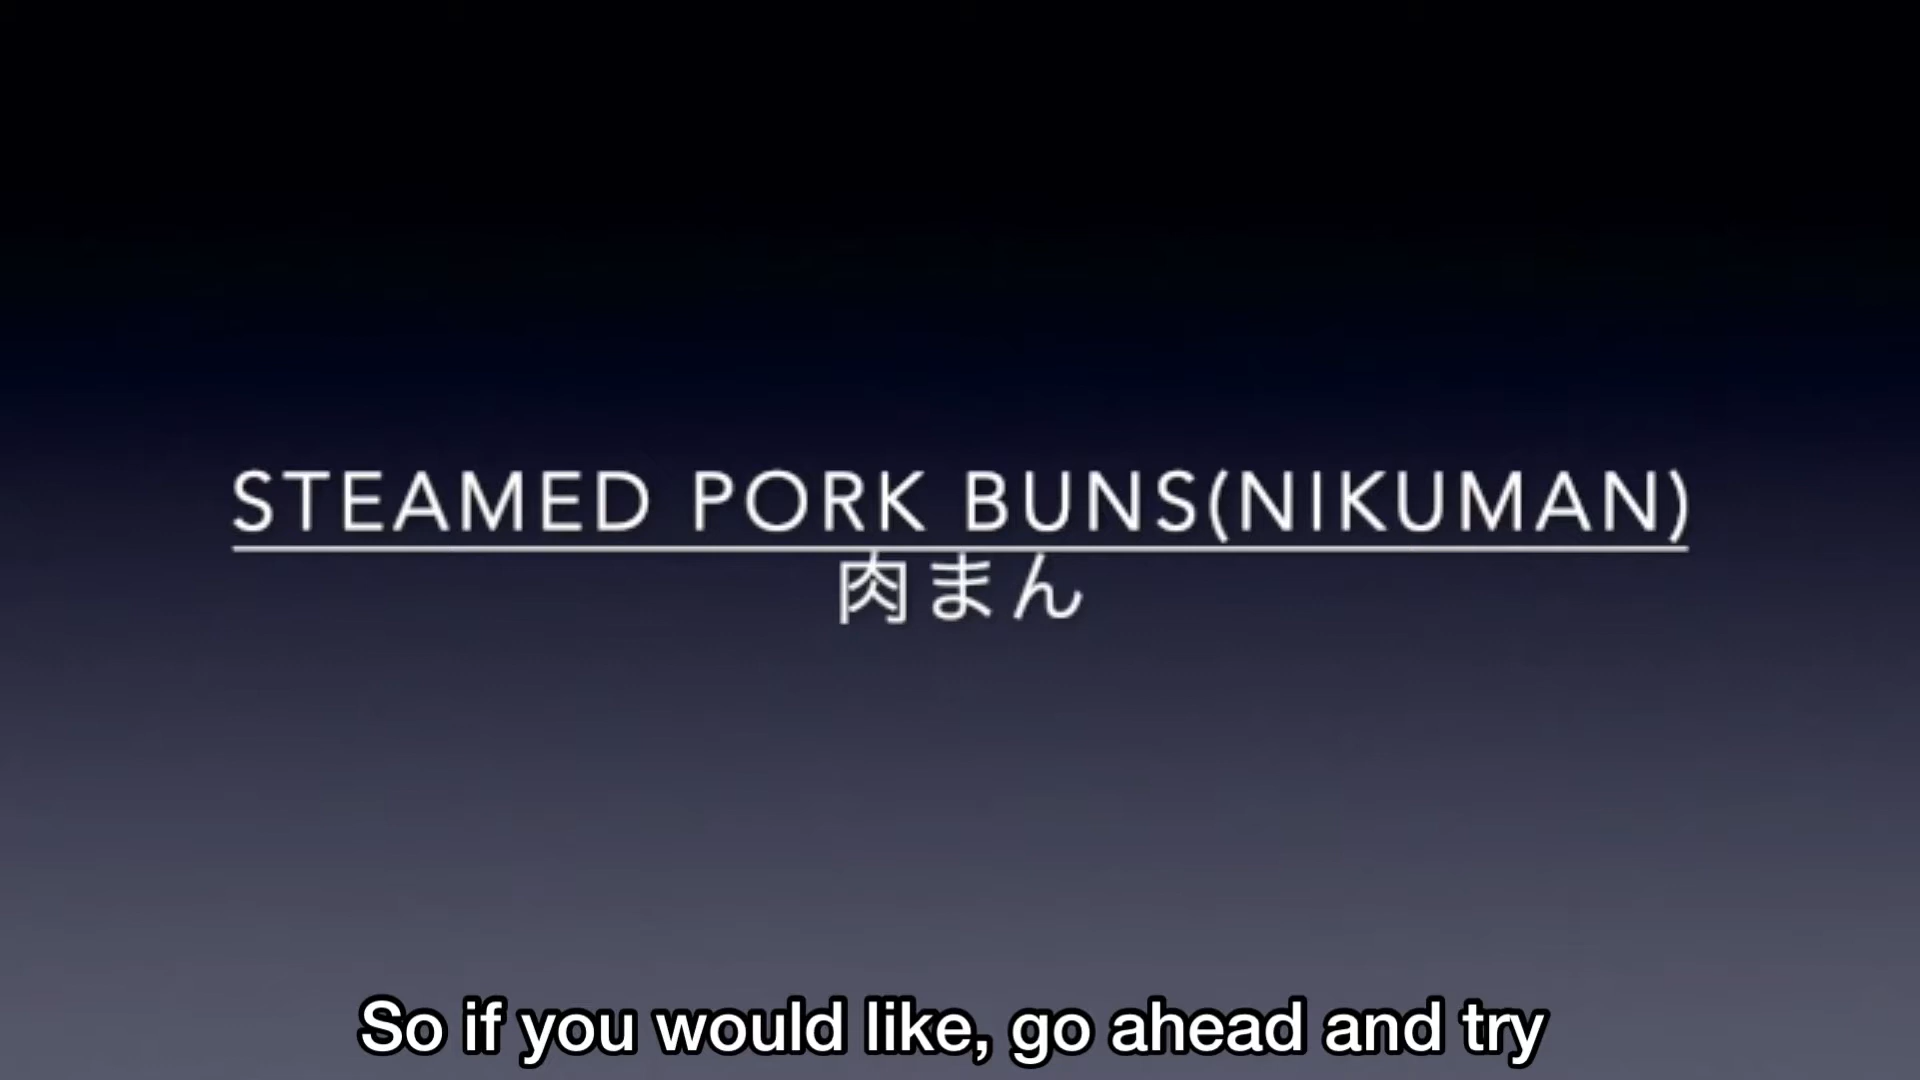 STEAMED PORK BUNS(NIKUMAN)
肉まん
So if you would like, go ahead and try